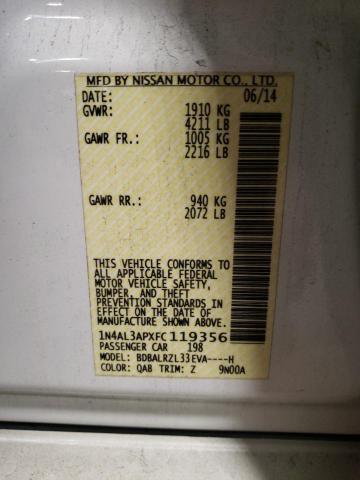 MFD BY NISSAN MOTOR CO., LTD.
DATE: 06/14
GVWR: 1910 KG
4211 LB
GAWR FR.: 1005 KG
2216 LB
GAWR RR.: 940 KG
2072 LB
THIS VEHICLE CONFORMS TO
ALL APPLICABLE FEDERAL
MOTOR VEHICLE SAFETY,
BUMPER, AND THEFT
PREVENTION STANDARDS IN
EFFECT ON THE DATE OF
MANUFACTURE SHOWN ABOVE.
1N4AL3APXFC119356
PASSENGER CAR 198
MODEL: BDBALRZL33EVA----H
COLOR: QAB TRIM: Z 9N00A